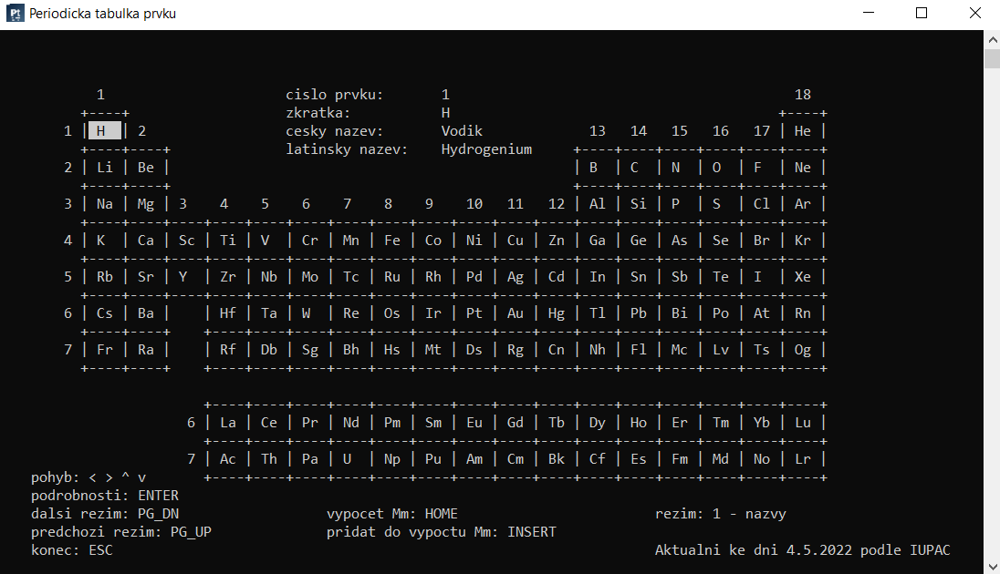 Periodicka tabulka prvku
1 cislo prvku: 1 18
+----+ zkratka: H +----+
1 | H | 2 cesky nazev: Vodik 13 14 15 16 17 | He |
+----+----+ latinsky nazev: Hydrogenium +----+----+----+----+----+----+
2 | Li | Be | | B | C | N | O | F | Ne |
+----+----+ +----+----+----+----+----+----+
3 | Na | Mg | 3 4 5 6 7 8 9 10 11 12 | Al | Si | P | S | Cl | Ar |
+----+----+----+----+----+----+----+----+----+----+----+----+----+----+----+----+----+----+
4 | K | Ca | Sc | Ti | V | Cr | Mn | Fe | Co | Ni | Cu | Zn | Ga | Ge | As | Se | Br | Kr |
+----+----+----+----+----+----+----+----+----+----+----+----+----+----+----+----+----+----+
5 | Rb | Sr | Y | Zr | Nb | Mo | Tc | Ru | Rh | Pd | Ag | Cd | In | Sn | Sb | Te | I | Xe |
+----+----+----+----+----+----+----+----+----+----+----+----+----+----+----+----+----+----+
6 | Cs | Ba | | Hf | Ta | W | Re | Os | Ir | Pt | Au | Hg | Tl | Pb | Bi | Po | At | Rn |
+----+----+ +----+----+----+----+----+----+----+----+----+----+----+----+----+----+----+
7 | Fr | Ra | | Rf | Db | Sg | Bh | Hs | Mt | Ds | Rg | Cn | Nh | Fl | Mc | Lv | Ts | Og |
+----+----+ +----+----+----+----+----+----+----+----+----+----+----+----+----+----+----+
+----+----+----+----+----+----+----+----+----+----+----+----+----+----+----+
6 | La | Ce | Pr | Nd | Pm | Sm | Eu | Gd | Tb | Dy | Ho | Er | Tm | Yb | Lu |
+----+----+----+----+----+----+----+----+----+----+----+----+----+----+----+
7 | Ac | Th | Pa | U | Np | Pu | Am | Cm | Bk | Cf | Es | Fm | Md | No | Lr |
pohyb: < > ^ v +----+----+----+----+----+----+----+----+----+----+----+----+----+----+----+
podrobnosti: ENTER
dalsi rezim: PG_DN vypocet Mm: HOME rezim: 1 - nazvy
predchozi rezim: PG_UP pridat do vypoctu Mm: INSERT
konec: ESC Aktualni ke dni 4.5.2022 podle IUPAC